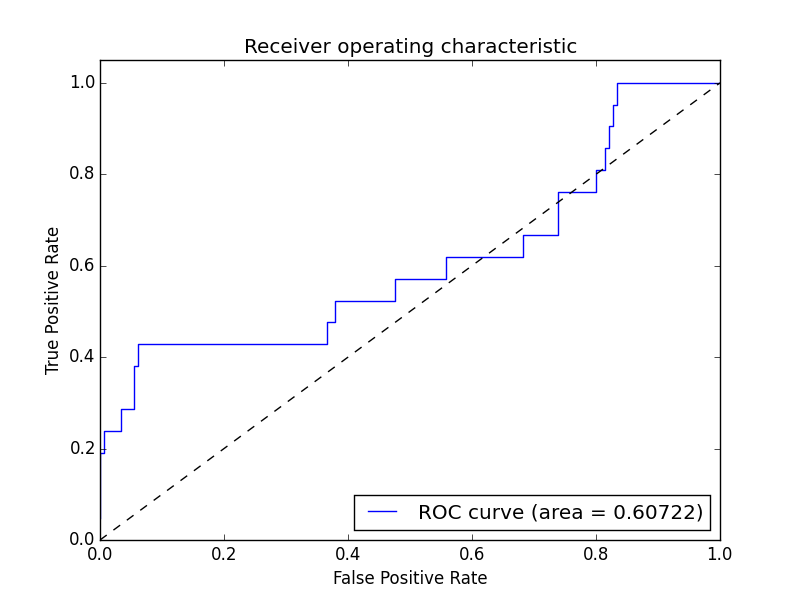 Receiver operating characteristic
1.0
0.8
0.6
0.4
0.2
0.0
True Positive Rate
ROC curve (area = 0.60722)
0.0 0.2 0.4 0.6 0.8 1.0
False Positive Rate